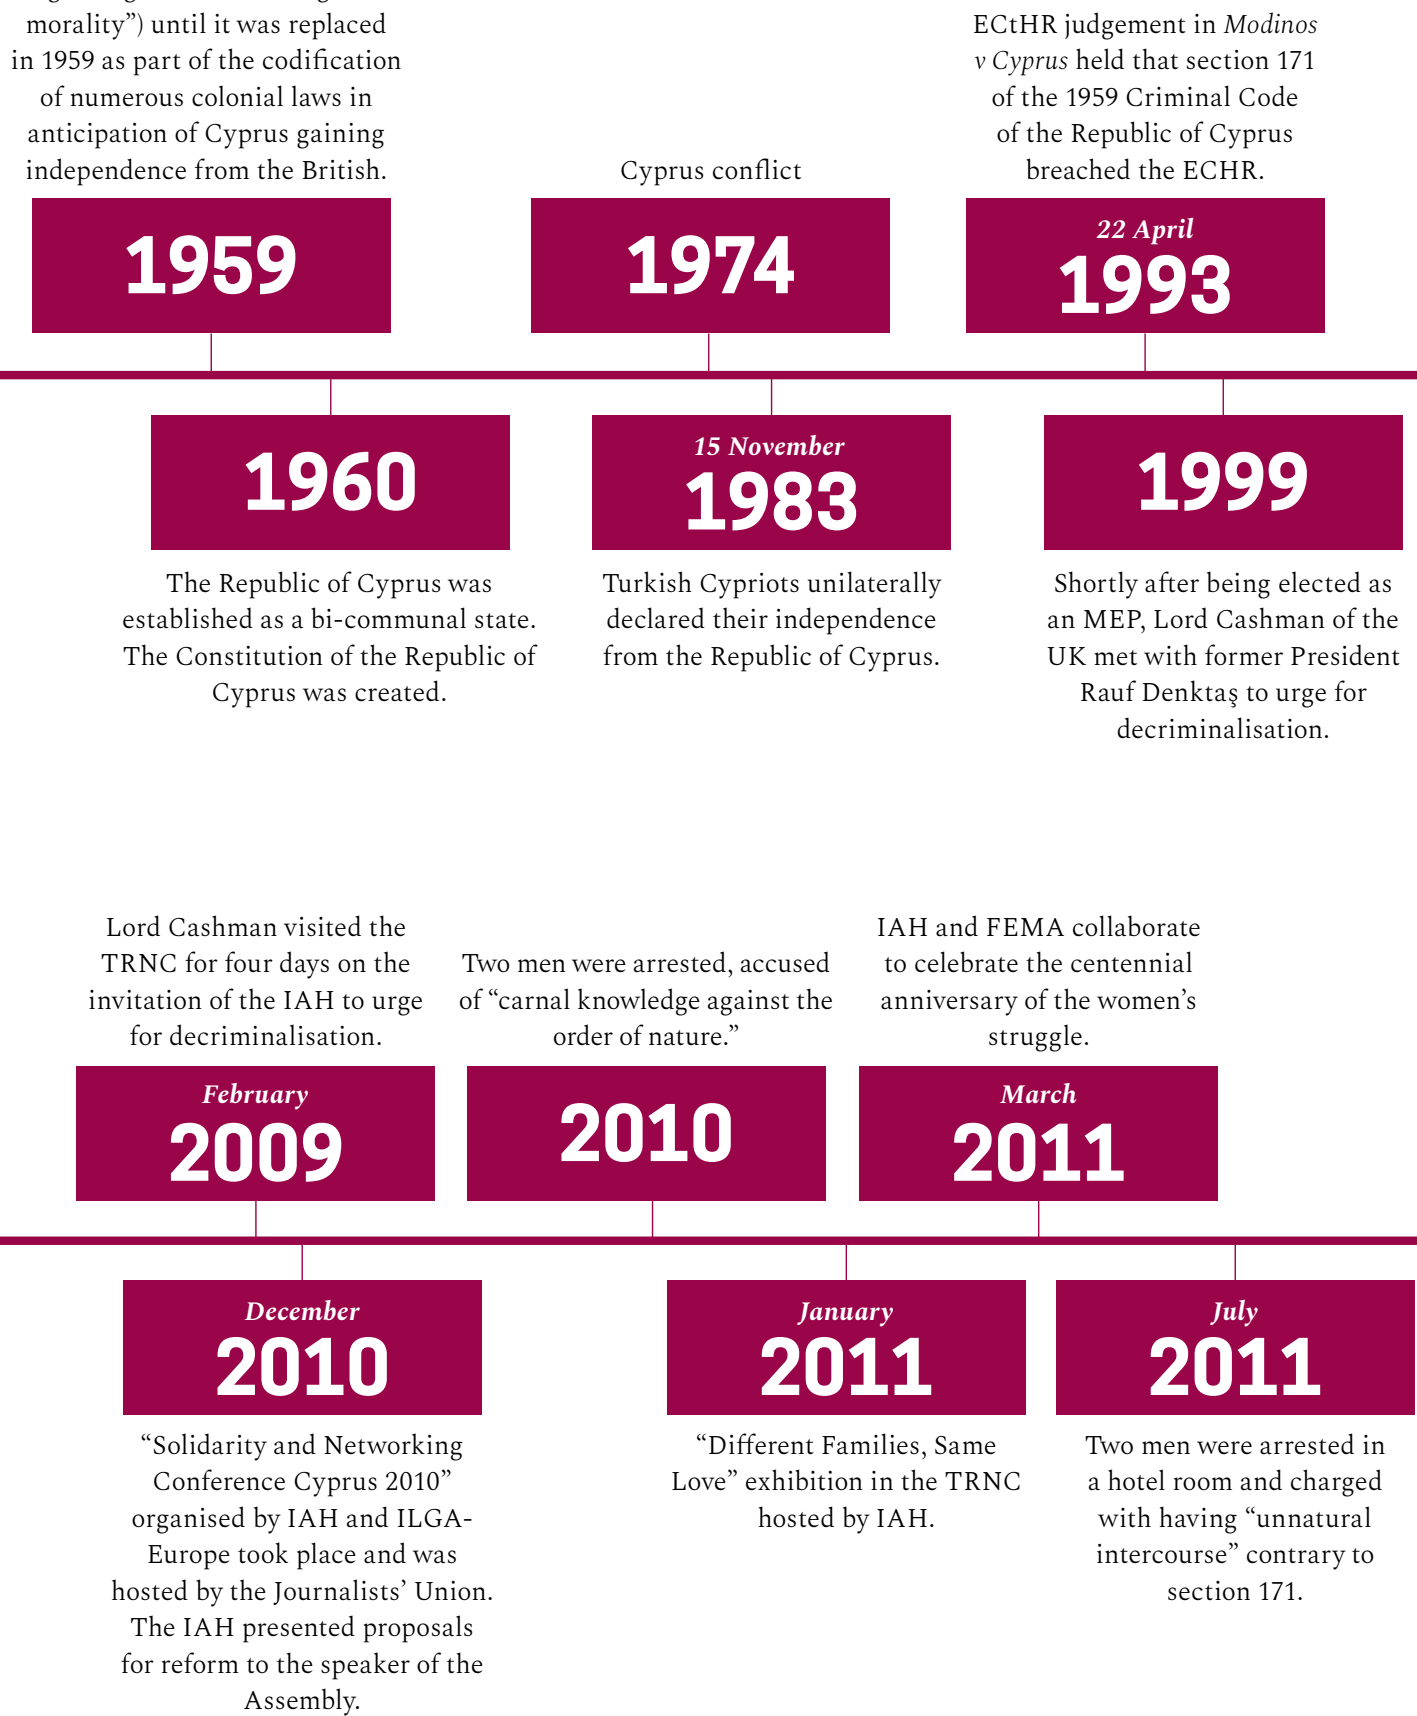 morality”) until it was replaced
in 1959 as part of the codification
of numerous colonial laws in
anticipation of Cyprus gaining
independence from the British.
1959
Cyprus conflict
1974
ECtHR judgement in Modinos
v Cyprus held that section 171
of the 1959 Criminal Code
of the Republic of Cyprus
breached the ECHR.
22 April
1993
1960
The Republic of Cyprus was
established as a bi-communal state.
The Constitution of the Republic of
Cyprus was created.
15 November
1983
Turkish Cypriots unilaterally
declared their independence
from the Republic of Cyprus.
1999
Shortly after being elected as
an MEP, Lord Cashman of the
UK met with former President
Rauf Denktaş to urge for
decriminalisation.
Lord Cashman visited the
TRNC for four days on the
invitation of the IAH to urge
for decriminalisation.
February
2009
Two men were arrested, accused
of “carnal knowledge against the
order of nature.”
2010
IAH and FEMA collaborate
to celebrate the centennial
anniversary of the women’s
struggle.
March
2011
December
2010
“Solidarity and Networking
Conference Cyprus 2010”
organised by IAH and ILGA-
Europe took place and was
hosted by the Journalists’ Union.
The IAH presented proposals
for reform to the speaker of the
Assembly.
January
2011
“Different Families, Same
Love” exhibition in the TRNC
hosted by IAH.
July
2011
Two men were arrested in
a hotel room and charged
with having “unnatural
intercourse” contrary to
section 171.